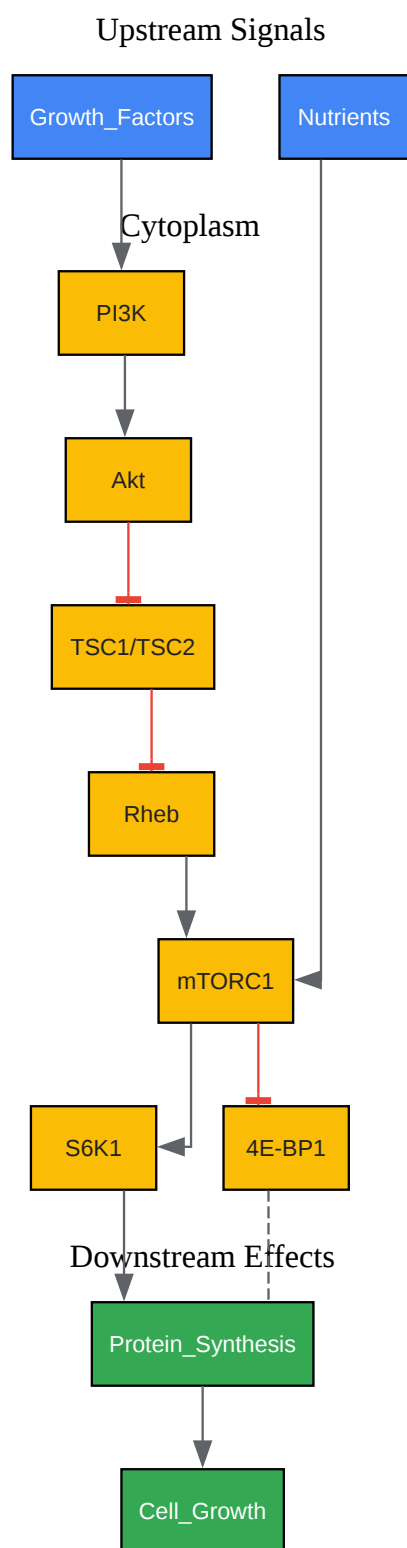 Upstream Signals
Growth_Factors
Nutrients
Cytoplasm
PI3K
Akt
TSC1/TSC2
Rheb
mTORC1
S6K1
4E-BP1
Downstream Effects
Protein_Synthesis
Cell_Growth